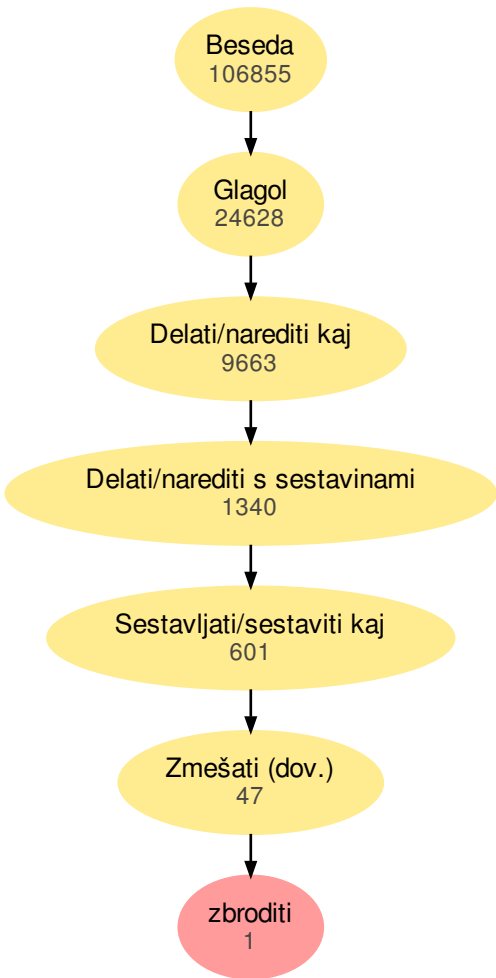 Beseda
106855
Glagol
24628
Delati/narediti kaj
9663
Delati/narediti s sestavinami
1340
Sestavljati/sestaviti kaj
601
Zmešati (dov.)
47
zbroditi
1